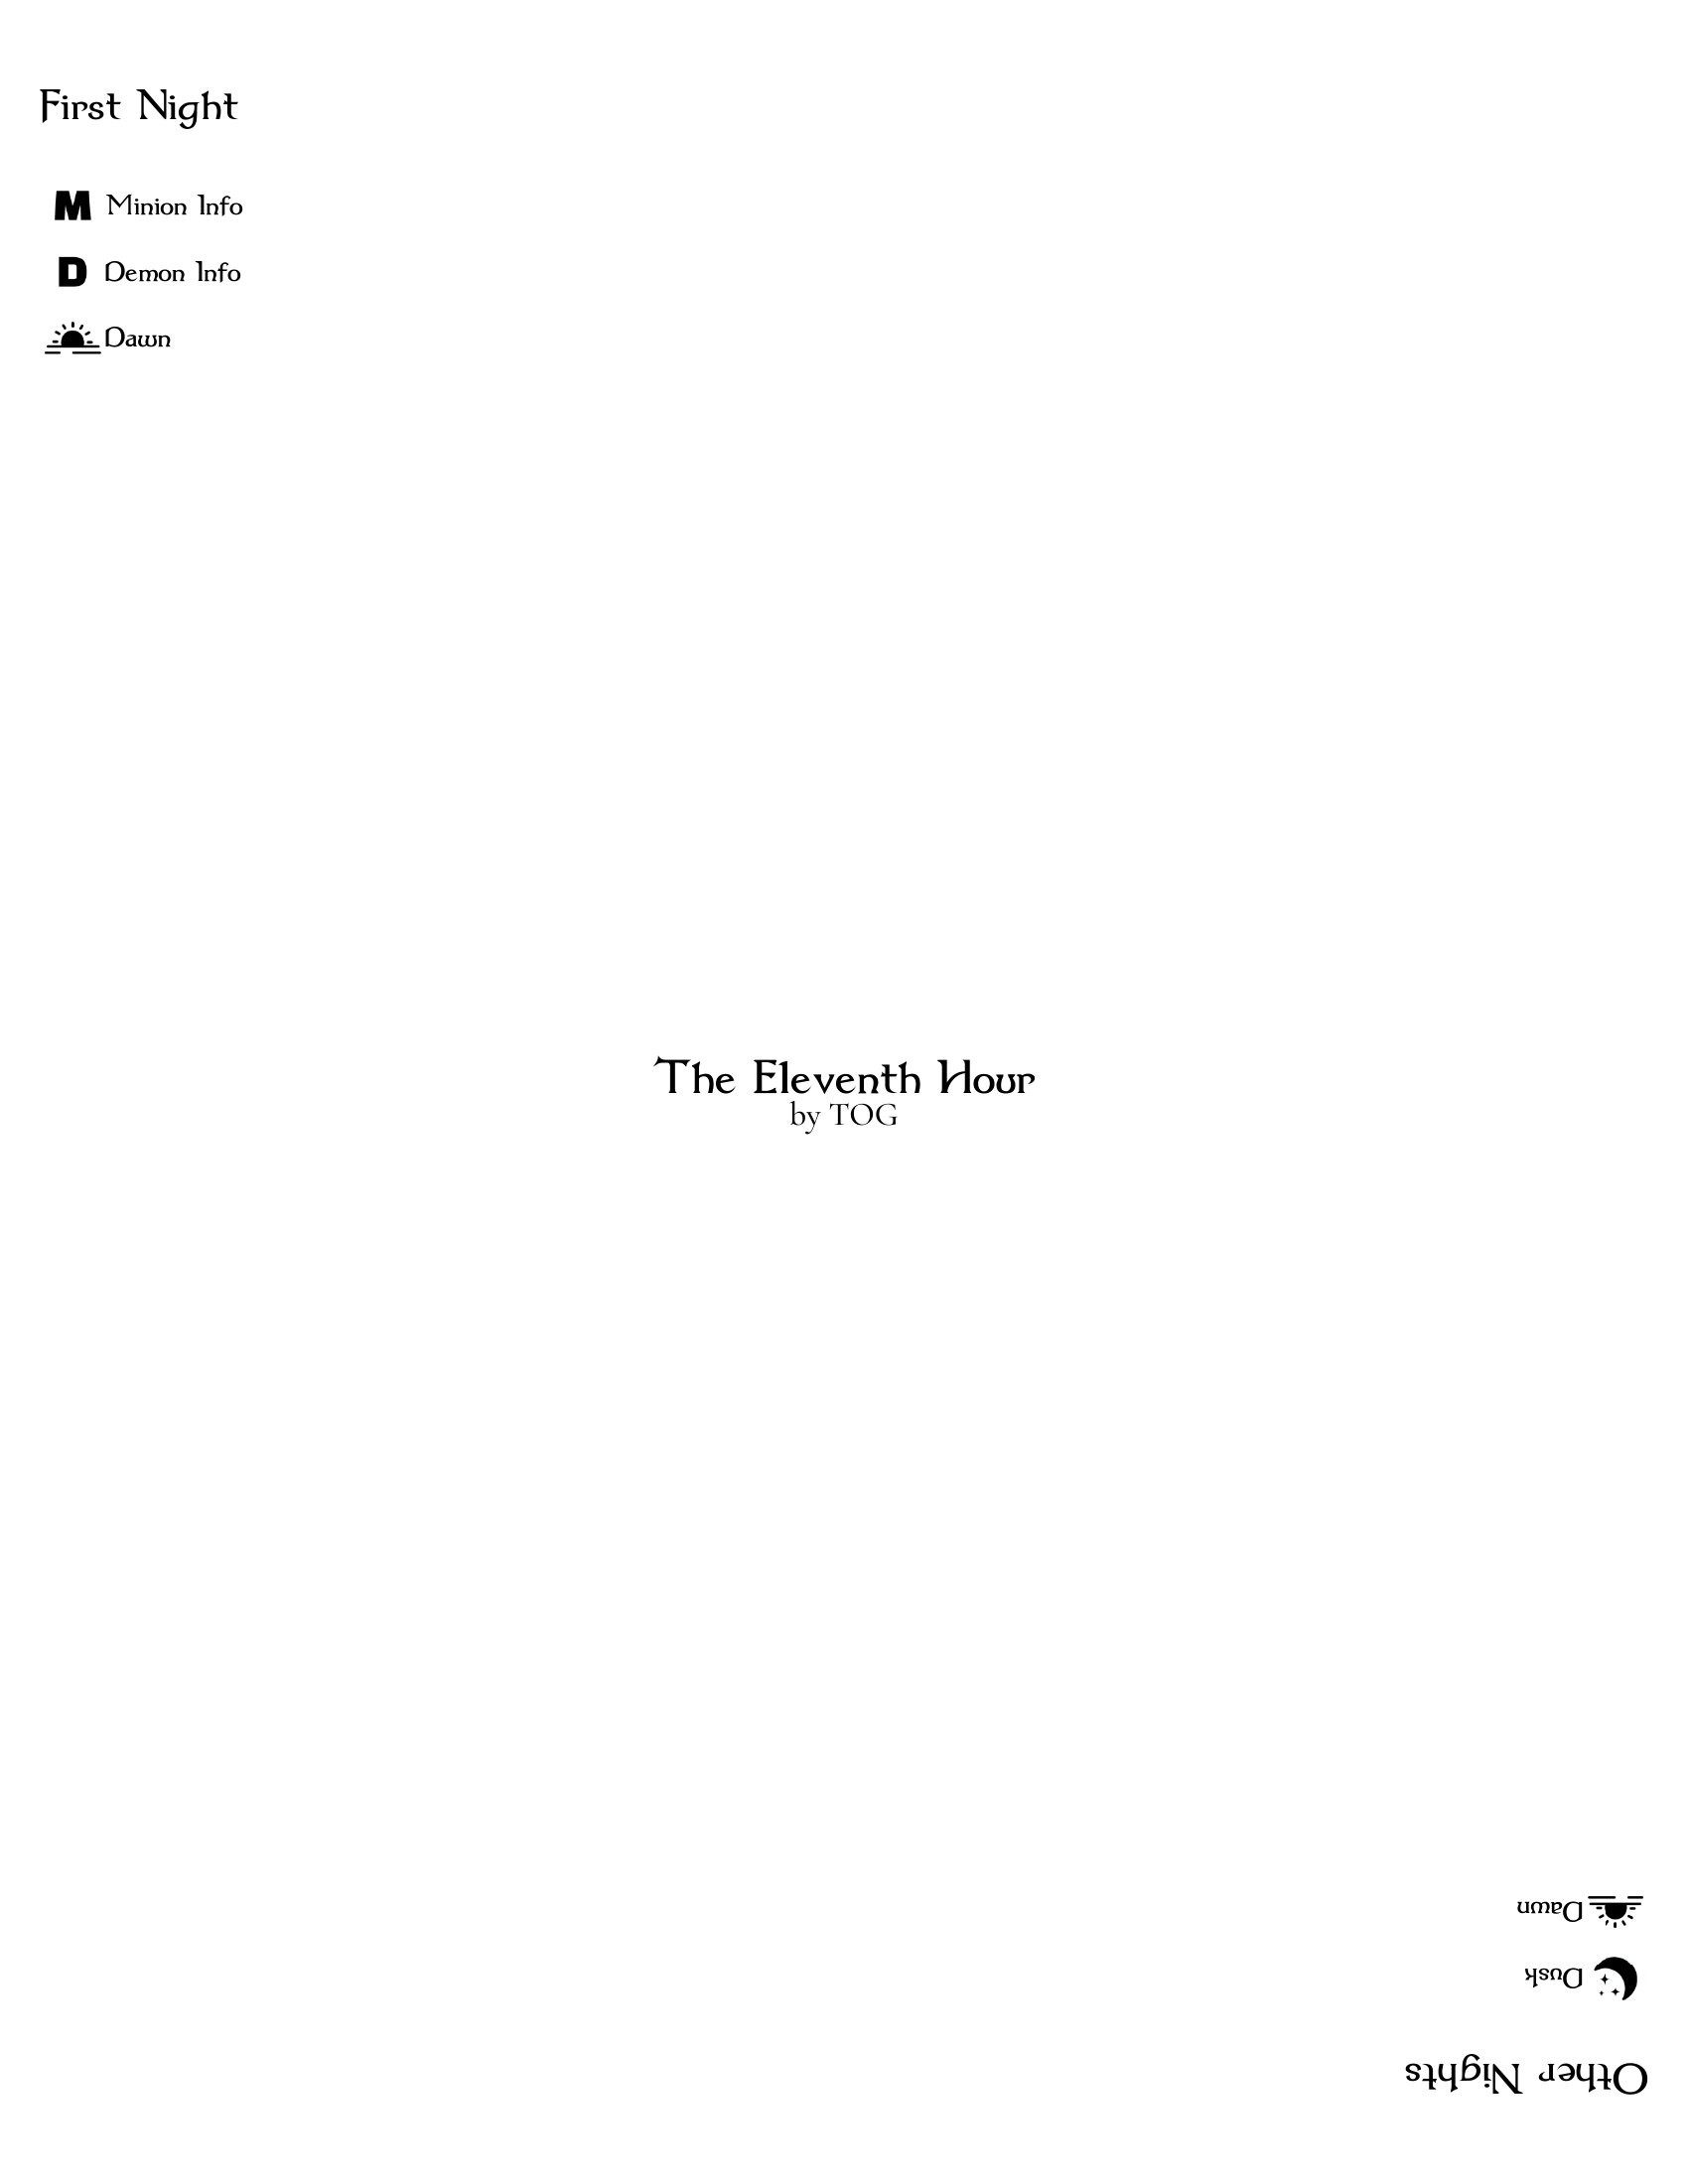 First Night
M Minion Info
D Demon Info
Dawn
The Eleventh Hour
by TOG
Other Nights
Dusk
Dawn